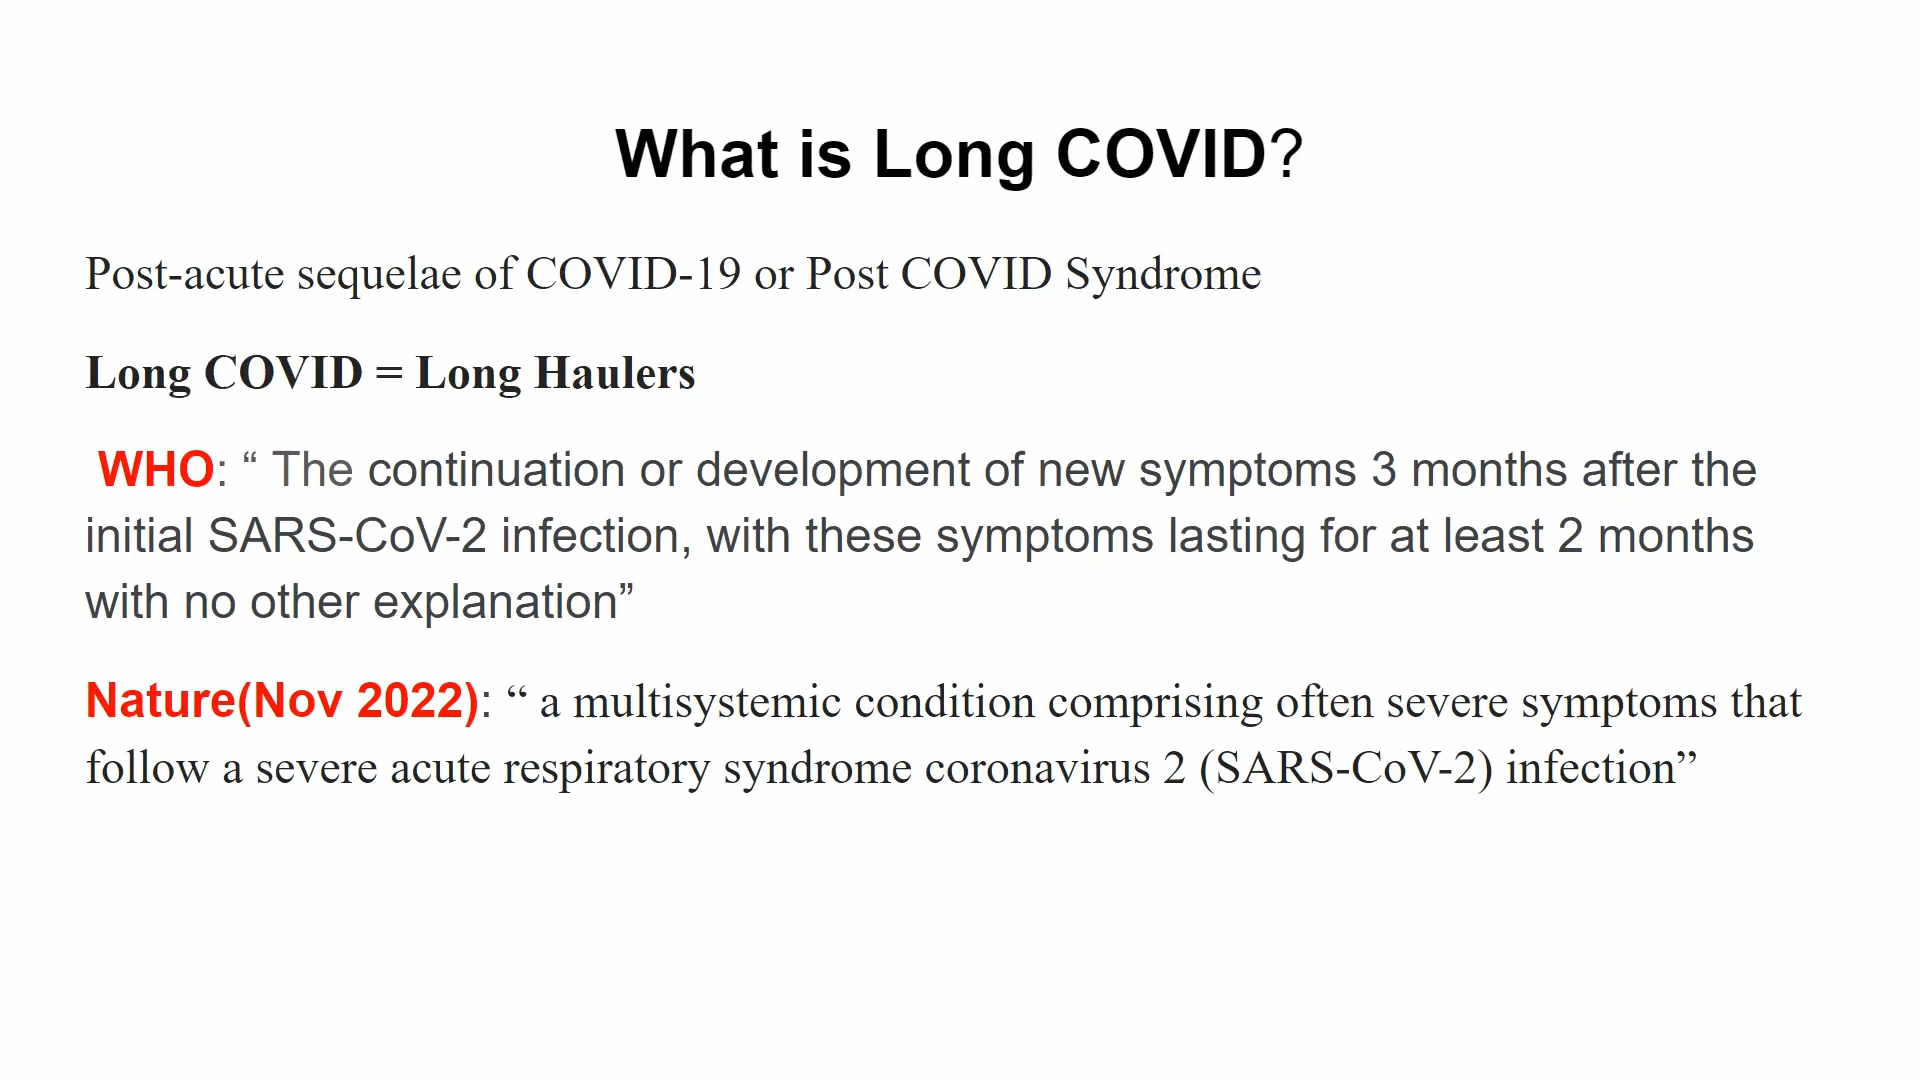 What is Long COVID?
Post-acute sequelae of COVID-19 or Post COVID Syndrome
Long COVID = Long Haulers
WHO: “ The continuation or development of new symptoms 3 months after the
initial SARS-CoV-2 infection, with these symptoms lasting for at least 2 months
with no other explanation”
Nature(Nov 2022): “ a multisystemic condition comprising often severe symptoms that
follow a severe acute respiratory syndrome coronavirus 2 (SARS-CoV-2) infection”